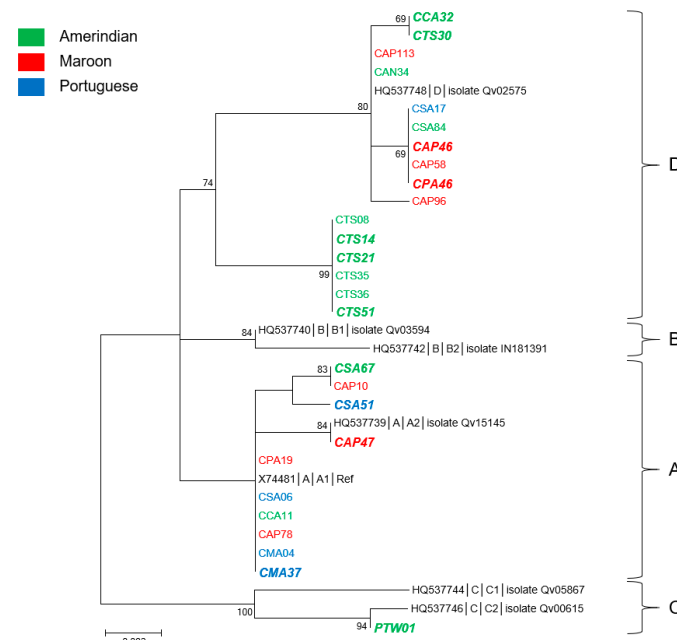 Amerindian
Maroon
Portuguese
69
CCA32
CTS30
CAP113
CAN34
HQ537748|D|isolate Qv02575
80
CSA17
CSA84
CAP46
69
CAP58
CPA46
CAP96
D
74
CTS08
CTS14
CTS21
99
CTS35
CTS36
CTS51
84
HQ537740|B|B1|isolate Qv03594
HQ537742|B|B2|isolate IN181391
B
83
CSA67
CAP10
CSA51
84
HQ537739|A|A2|isolate Qv15145
CAP47
CPA19
A
X74481|A|A1|Ref
CSA06
CCA11
CAP78
CMA04
CMA37
HQ537744|C|C1|isolate Qv05867
100
HQ537746|C|C2|isolate Qv00615
C
94
PTW01